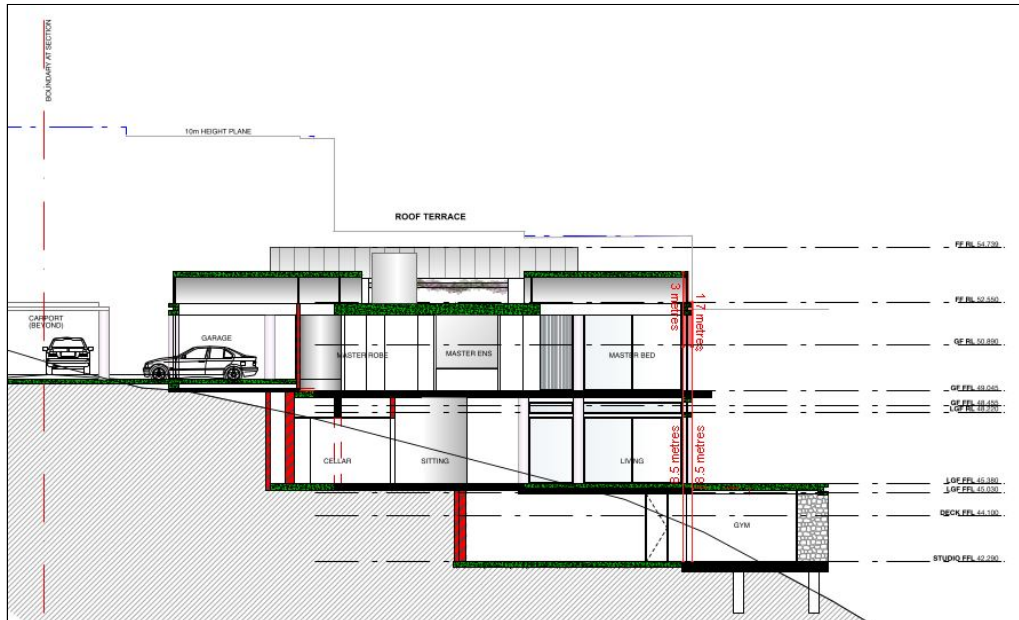 BOUNDARY AT SECTION
10m HEIGHT PLANE
ROOF TERRACE
FF RL 54.739
FF RL 52.550
3 metres
1.7 metres
CARPORT
(BEYOND)
GARAGE
MASTER ROBE
MASTER ENS
MASTER BED
GF RL 50.890
GF FFL 49.045
GF FFL 48.455
LGF RL 48.220
CELLAR
SITTING
LIVING
8.5 metres
8.5 metres
LGF FFL 45.380
LGF FFL 45.030
DECK FFL 44.100
GYM
STUDIO FFL 42.290